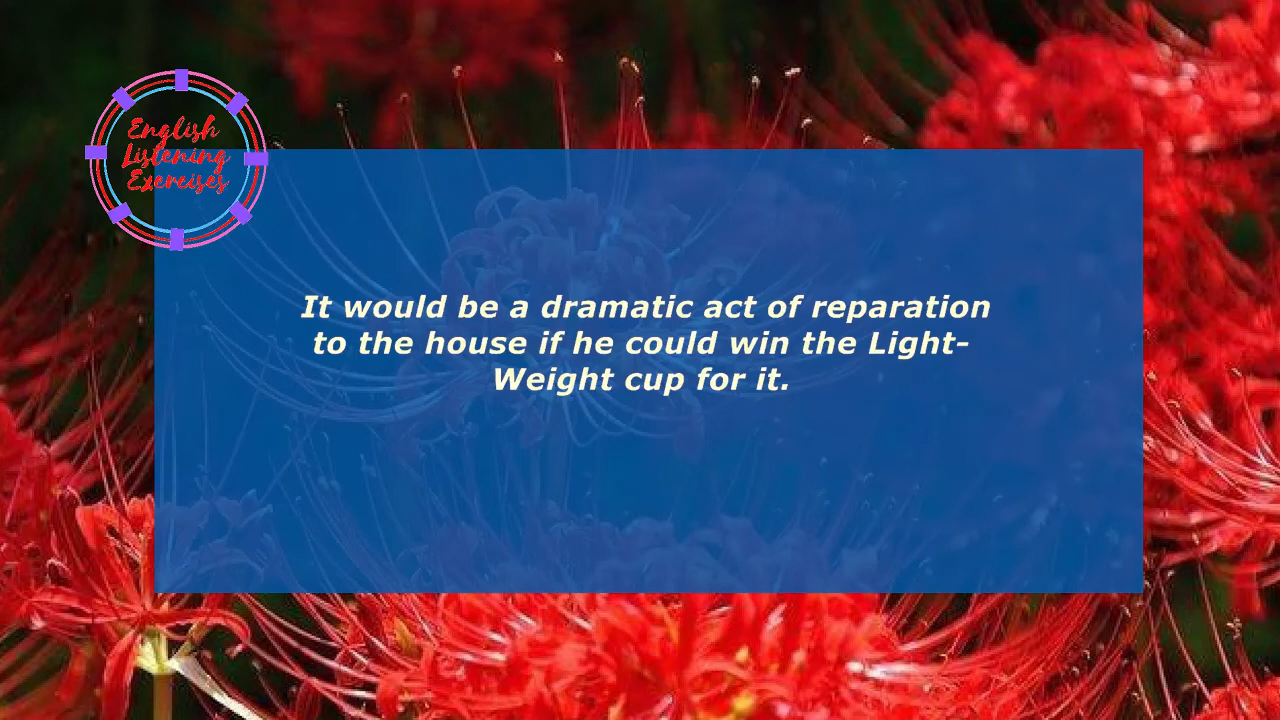 English
Listening
Exercises
It would be a dramatic act of reparation
to the house if he could win the Light-
Weight cup for it.